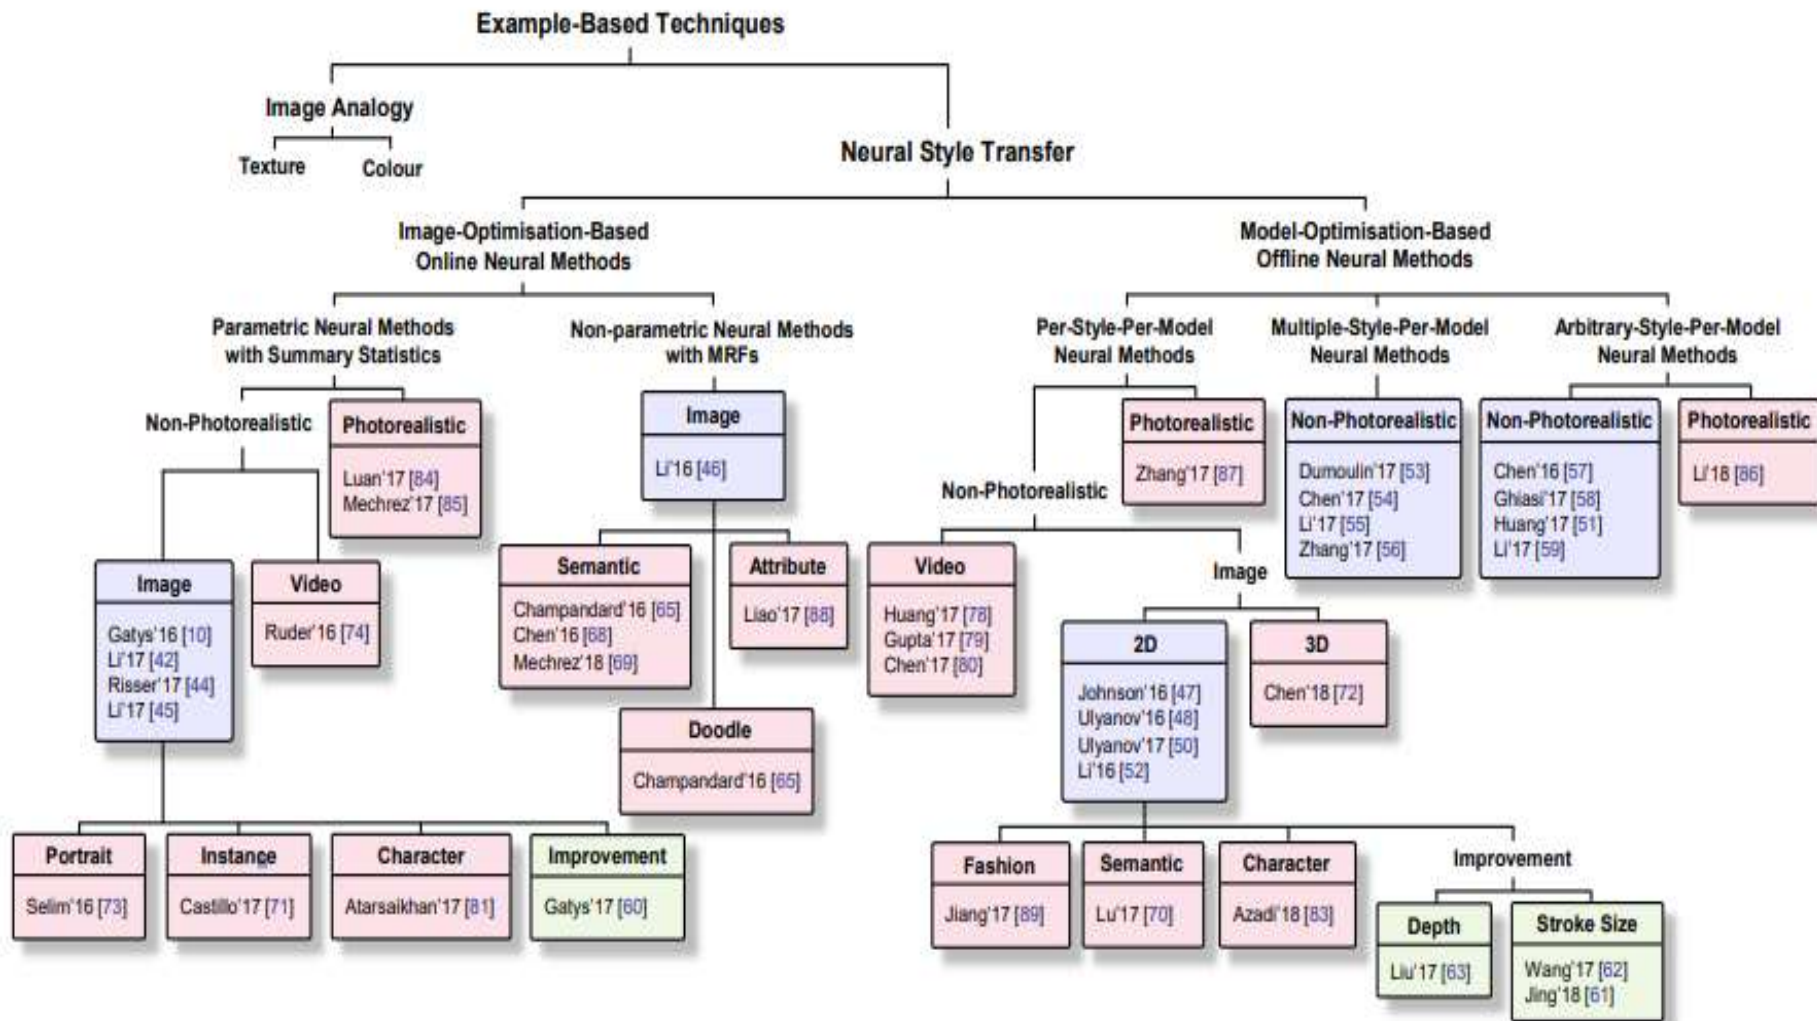 Example-Based Techniques
Image Analogy
Texture
Colour
Neural Style Transfer
Image-Optimisation-Based
Online Neural Methods
Model-Optimisation-Based
Offline Neural Methods
Parametric Neural Methods
with Summary Statistics
Non-parametric Neural Methods
with MRFs
Per-Style-Per-Model
Neural Methods
Multiple-Style-Per-Model
Neural Methods
Arbitrary-Style-Per-Model
Neural Methods
Non-Photorealistic
Photorealistic
Luan'17 [84]
Mechrez'17 [85]
Image
Li'16 [46]
Non-Photorealistic
Photorealistic
Zhang'17 [87]
Non-Photorealistic
Dumoulin'17 [53]
Chen'17 [54]
Li'17 [55]
Zhang'17 [56]
Non-Photorealistic
Chen'16 [57]
Ghiasi'17 [58]
Huang'17 [51]
Li'17 [59]
Photorealistic
Li'18 [86]
Image
Gatys'16 [10]
Li'17 [42]
Risser'17 [44]
Li'17 [45]
Video
Ruder'16 [74]
Semantic
Champandard'16 [65]
Chen'16 [68]
Mechrez'18 [69]
Attribute
Liao'17 [88]
Doodle
Champandard'16 [65]
Video
Huang'17 [78]
Gupta'17 [79]
Chen'17 [80]
Image
2D
Johnson'16 [47]
Ulyanov'16 [48]
Ulyanov'17 [50]
Li'16 [52]
3D
Chen'18 [72]
Portrait
Selim'16 [73]
Instance
Castillo'17 [71]
Character
Atarsaikhan'17 [81]
Improvement
Gatys'17 [60]
Fashion
Jiang'17 [89]
Semantic
Lu'17 [70]
Character
Azadi'18 [83]
Improvement
Depth
Liu'17 [63]
Stroke Size
Wang'17 [62]
Jing'18 [61]